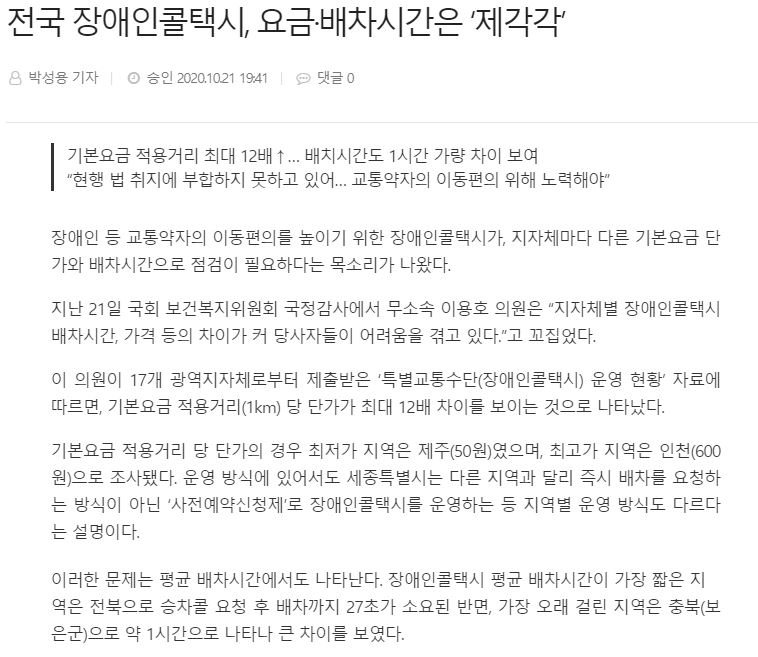 전국 장애인콜택시, 요금·배차시간은 ‘제각각’
박성용 기자 승인 2020.10.21 19:41 댓글 0
기본요금 적용거리 최대 12배↑… 배치시간도 1시간 가량 차이 보여
“현행 법 취지에 부합하지 못하고 있어… 교통약자의 이동편의 위해 노력해야”
장애인 등 교통약자의 이동편의를 높이기 위한 장애인콜택시가, 지자체마다 다른 기본요금 단
가와 배차시간으로 점검이 필요하다는 목소리가 나왔다.
지난 21일 국회 보건복지위원회 국정감사에서 무소속 이용호 의원은 “지자체별 장애인콜택시
배차시간, 가격 등의 차이가 커 당사자들이 어려움을 겪고 있다.”고 꼬집었다.
이 의원이 17개 광역지자체로부터 제출받은 ‘특별교통수단(장애인콜택시) 운영 현황’ 자료에
따르면, 기본요금 적용거리(1km) 당 단가가 최대 12배 차이를 보이는 것으로 나타났다.
기본요금 적용거리 당 단가의 경우 최저가 지역은 제주(50원)였으며, 최고가 지역은 인천(600
원)으로 조사됐다. 운영 방식에 있어서도 세종특별시는 다른 지역과 달리 즉시 배차를 요청하
는 방식이 아닌 ‘사전예약신청제’로 장애인콜택시를 운영하는 등 지역별 운영 방식도 다르다
는 설명이다.
이러한 문제는 평균 배차시간에서도 나타난다. 장애인콜택시 평균 배차시간이 가장 짧은 지
역은 전북으로 승차콜 요청 후 배차까지 27초가 소요된 반면, 가장 오래 걸린 지역은 충북(보
은군)으로 약 1시간으로 나타나 큰 차이를 보였다.